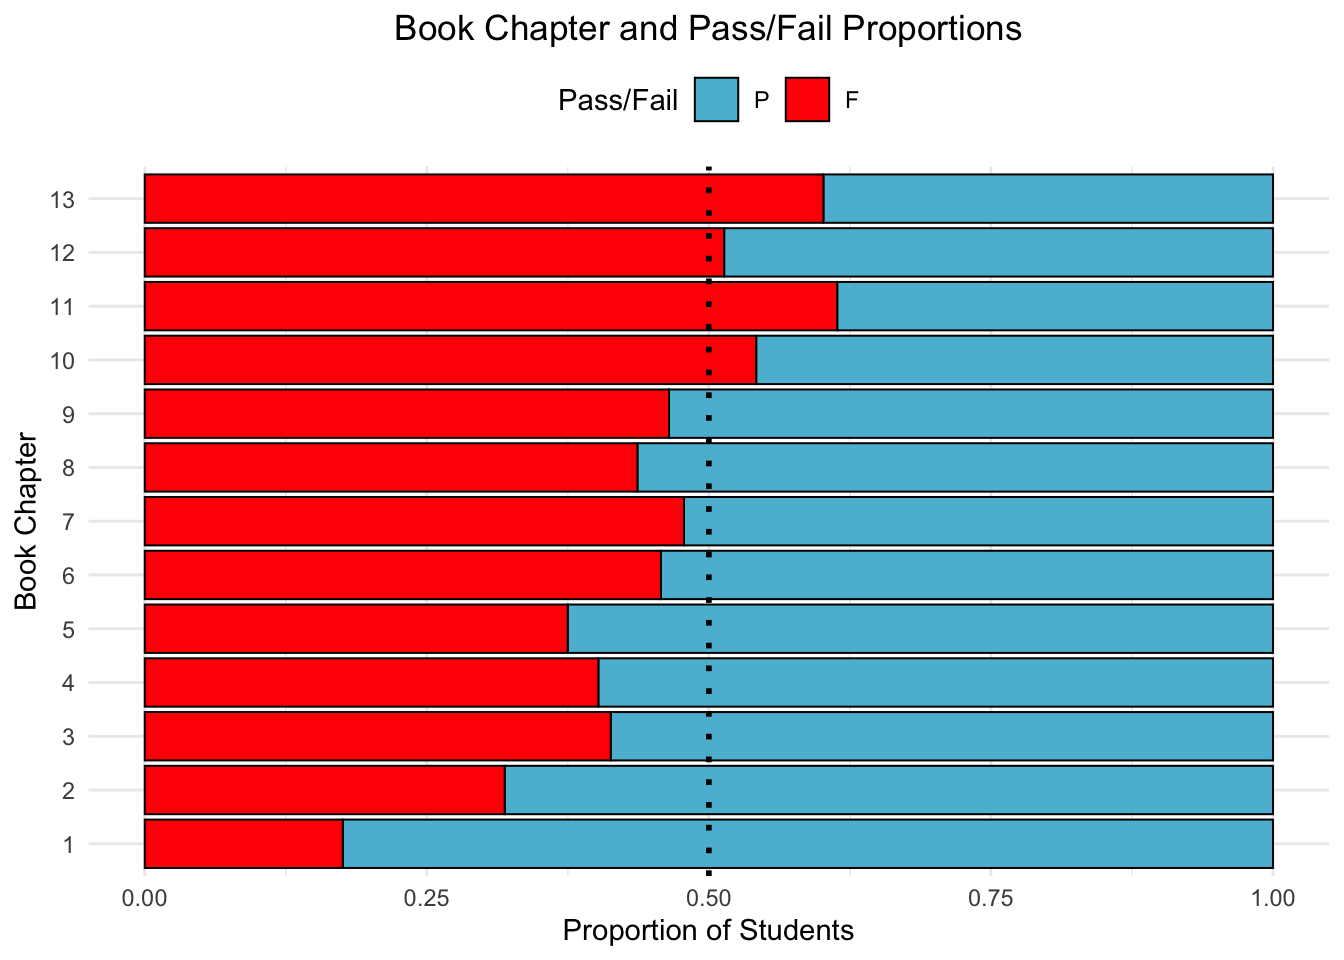 Book Chapter and Pass/Fail Proportions
Pass/Fail P F
13
12
11
10
9
8
7
6
5
4
3
2
1
Book Chapter
0.00 0.25 0.50 0.75 1.00
Proportion of Students